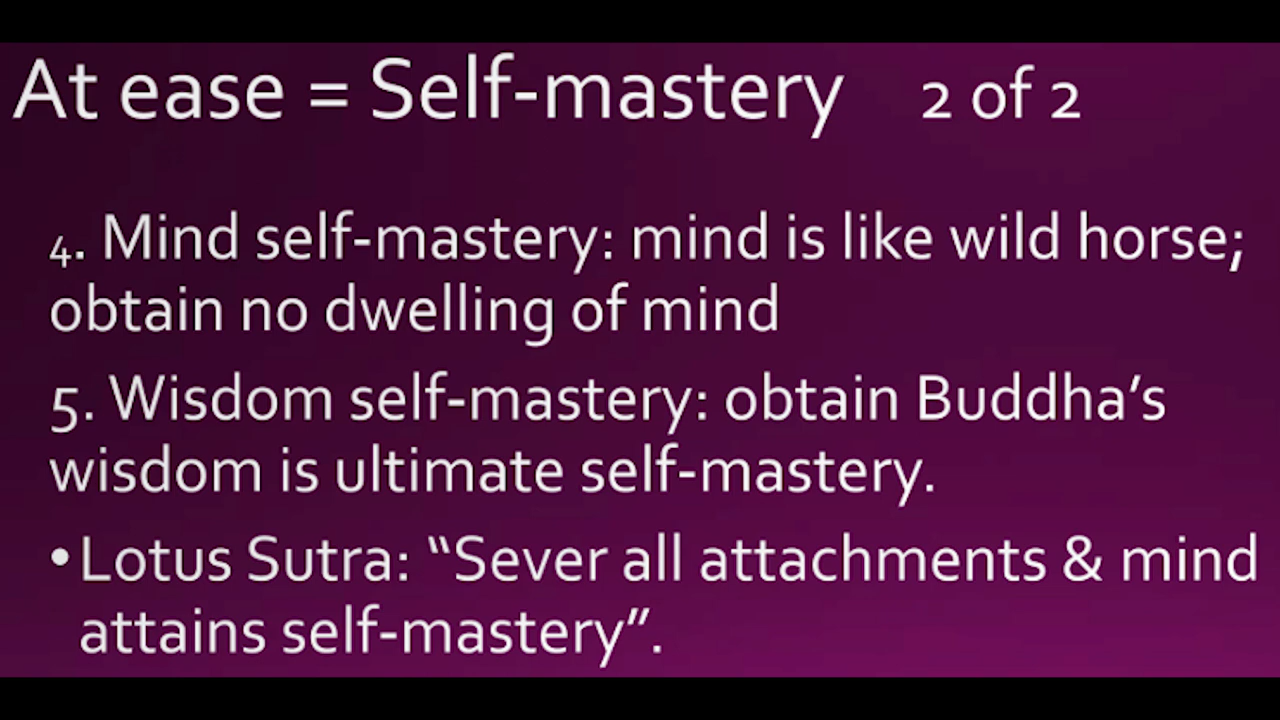 At ease = Self-mastery 2 of 2
4. Mind self-mastery: mind is like wild horse;
obtain no dwelling of mind
5. Wisdom self-mastery: obtain Buddha’s
wisdom is ultimate self-mastery.
•Lotus Sutra: “Sever all attachments & mind
attains self-mastery”.